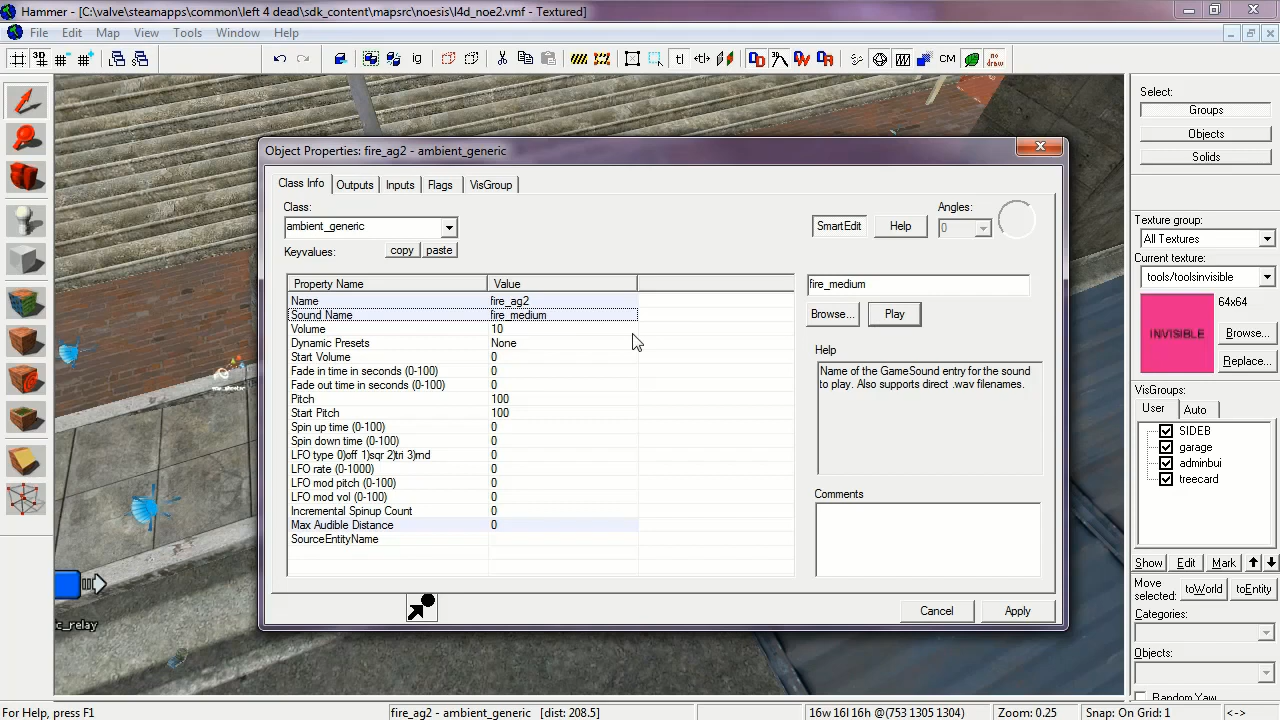 Hammer - [C:\valve\steamapps\common\left 4 dead\sdk_content\mapsrc\noesis\l4d_noe2.vmf - Textured]
File Edit Map View Tools Window Help
3D
ig
tl
CM
no draw
Object Properties: fire_ag2 - ambient_generic
Class Info Outputs Inputs Flags VisGroup
Class:
ambient_generic
SmartEdit
Help
Angles:
0
Keyvalues:
copy
paste
Property Name Value
Name fire_ag2
Sound Name fire_medium
Volume 10
Dynamic Presets None
Start Volume 0
Fade in time in seconds (0-100) 0
Fade out time in seconds (0-100) 0
Pitch 100
Start Pitch 100
Spin up time (0-100) 0
Spin down time (0-100) 0
LFO type 0)off 1)sqr 2)tri 3)rnd 0
LFO rate (0-1000) 0
LFO mod pitch (0-100) 0
LFO mod vol (0-100) 0
Incremental Spinup Count 0
Max Audible Distance 0
SourceEntityName
fire_medium
Browse...
Play
Help
Name of the GameSound entry for the sound
to play. Also supports direct .wav filenames.
Comments
Cancel
Apply
c_relay
Select:
Groups
Objects
Solids
Texture group:
All Textures
Current texture:
tools/toolsinvisible
INVISIBLE
64x64
Browse...
Replace...
VisGroups:
User Auto
SIDEB
garage
adminbui
treecard
Show Edit Mark
Move
selected:
toWorld toEntity
Categories:
Objects:
Random Yaw
For Help, press F1
fire_ag2 - ambient_generic [dist: 208.5]
16w 16l 16h @(753 1305 1304)
Zoom: 0.25
Snap: On Grid: 1
<->